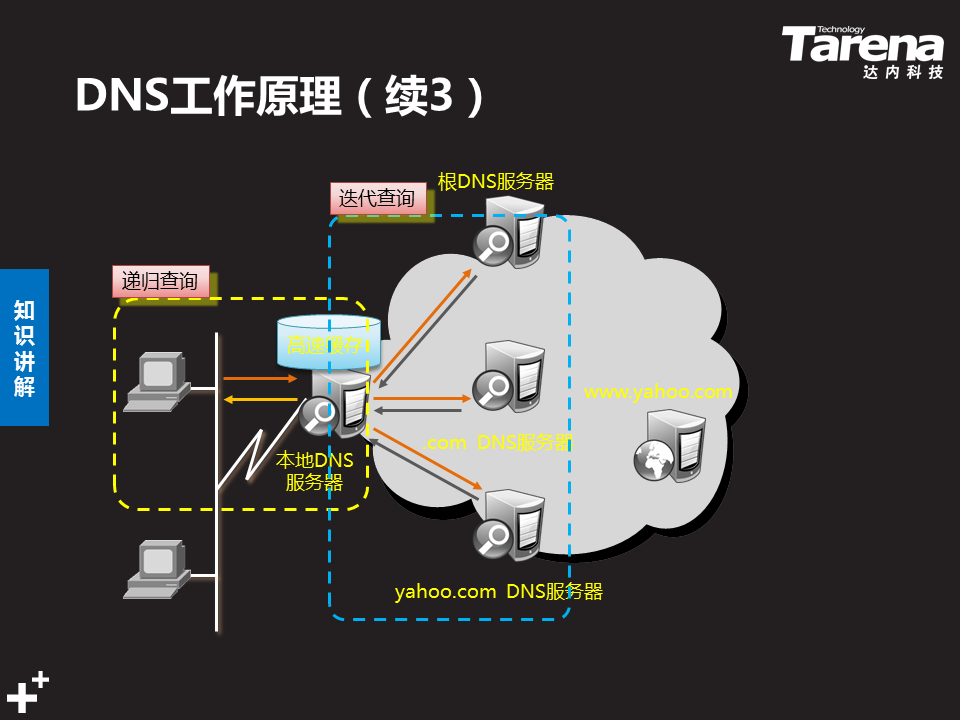 Technology
Tarena
达内科技
DNS工作原理（续3）
根DNS服务器
迭代查询
递归查询
知识讲解
高速缓存
www.yahoo.com
.com DNS服务器
本地DNS
服务器
yahoo.com DNS服务器